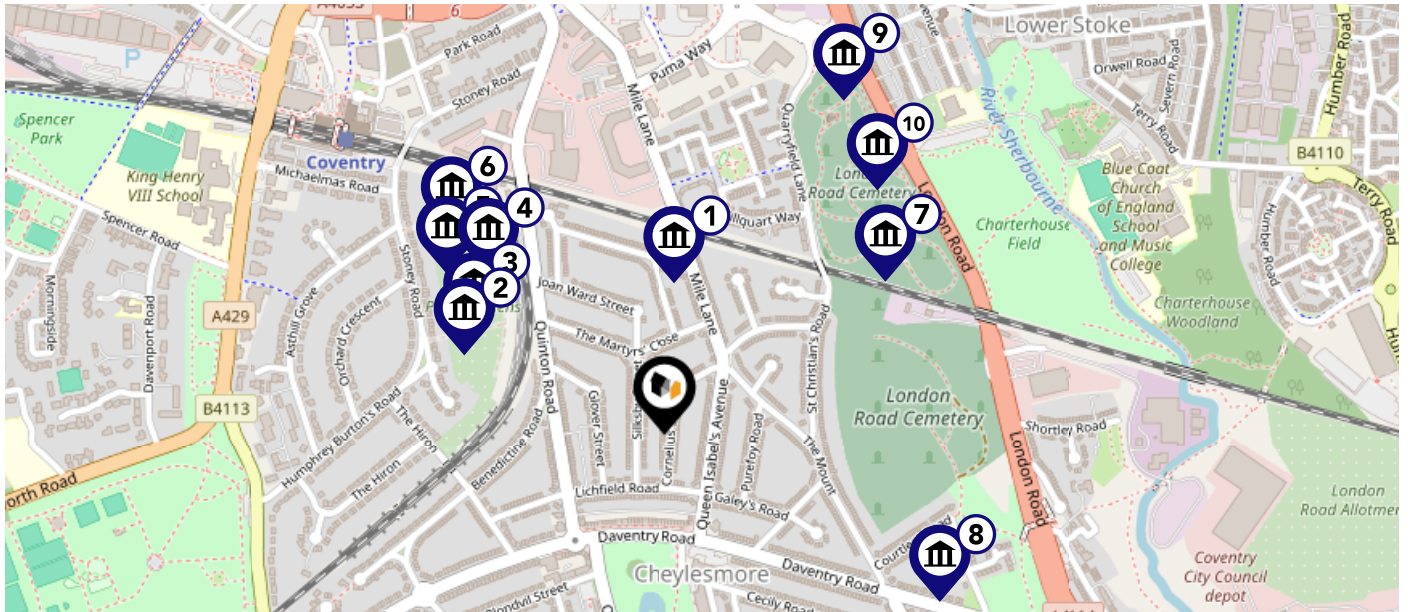 A4053
6
Park Road
Stoney Road
P
Puma Way
Mile Lane
9
Lower Stoke
Orwell Road
Severn Road
Terry Road
Humber Road
Spencer
Park
King Henry
VIII School
Coventry
Michaelmas Road
Spencer Road
6
4
3
2
1
Quarryfield Lane
10
London
Road Cemetery
7
London Road
River Sherbourne
Charterhouse
Field
Blue Coat
Church
of England
School
and Music
College
B4110
Terry Road
Humber Road
Charterhouse
Woodland
Morningside
Davenport Road
A429
Asthill Grove
Orchard Crescent
Stoney Road
Joan Ward Street
The Martyrs' Close
Mile Lane
Quinton Road
St Christian's Road
London
Road Cemetery
B4113
Humphrey Burton's Road
The Hiron
The Hiron
Benedictine Road
Glover Street
Cornelius
Queen Isabel's Avenue
Purefoy Road
The Mount
Shortley Road
London Road
Lichfield Road
Galey's Road
Daventry Road
Cheylesmore
Daventry Road
8
Cecily Road
London
Road Allotmen
Coventry
City Council
depot